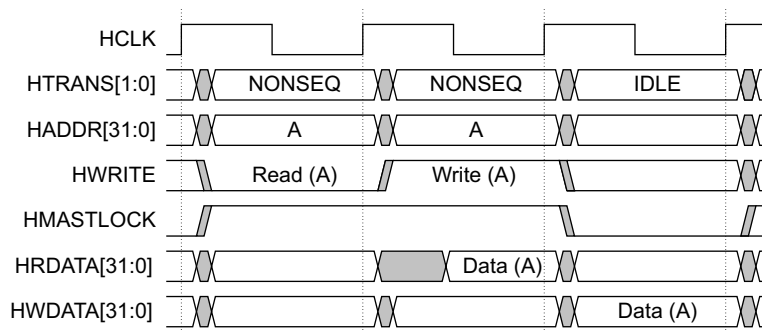 HCLK
HTRANS[1:0] NONSEQ NONSEQ IDLE
HADDR[31:0] A A
HWRITE Read (A) Write (A)
HMASTLOCK
HRDATA[31:0] Data (A)
HWDATA[31:0] Data (A)